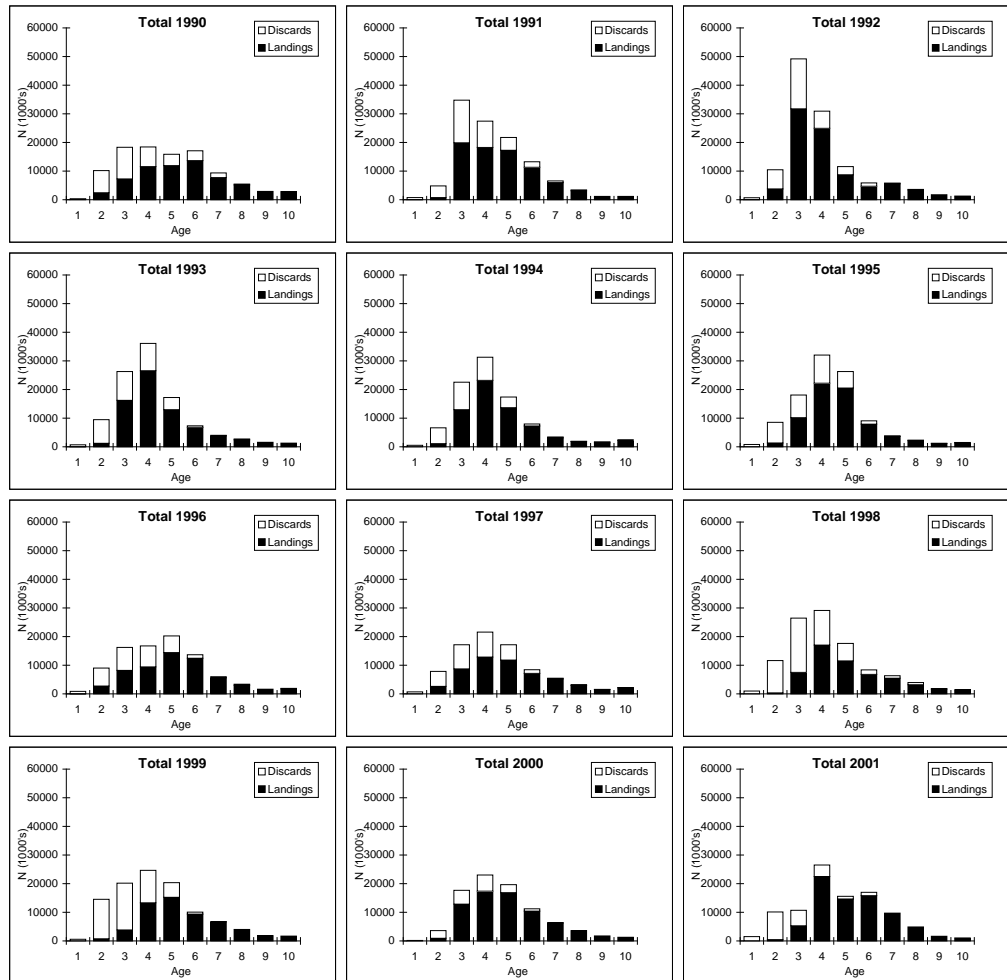 Total 1990
Discards
Landings
60000
50000
40000
30000
20000
10000
0
N (1000's)
1 2 3 4 5 6 7 8 9 10
Age
Total 1991
Discards
Landings
60000
50000
40000
30000
20000
10000
0
N (1000's)
1 2 3 4 5 6 7 8 9 10
Age
Total 1992
Discards
Landings
60000
50000
40000
30000
20000
10000
0
N (1000's)
1 2 3 4 5 6 7 8 9 10
Age
Total 1993
Discards
Landings
60000
50000
40000
30000
20000
10000
0
N (1000's)
1 2 3 4 5 6 7 8 9 10
Age
Total 1994
Discards
Landings
60000
50000
40000
30000
20000
10000
0
N (1000's)
1 2 3 4 5 6 7 8 9 10
Age
Total 1995
Discards
Landings
60000
50000
40000
30000
20000
10000
0
N (1000's)
1 2 3 4 5 6 7 8 9 10
Age
Total 1996
Discards
Landings
60000
50000
40000
30000
20000
10000
0
N (1000's)
1 2 3 4 5 6 7 8 9 10
Age
Total 1997
Discards
Landings
60000
50000
40000
30000
20000
10000
0
N (1000's)
1 2 3 4 5 6 7 8 9 10
Age
Total 1998
Discards
Landings
60000
50000
40000
30000
20000
10000
0
N (1000's)
1 2 3 4 5 6 7 8 9 10
Age
Total 1999
Discards
Landings
60000
50000
40000
30000
20000
10000
0
N (1000's)
1 2 3 4 5 6 7 8 9 10
Age
Total 2000
Discards
Landings
60000
50000
40000
30000
20000
10000
0
N (1000's)
1 2 3 4 5 6 7 8 9 10
Age
Total 2001
Discards
Landings
60000
50000
40000
30000
20000
10000
0
N (1000's)
1 2 3 4 5 6 7 8 9 10
Age